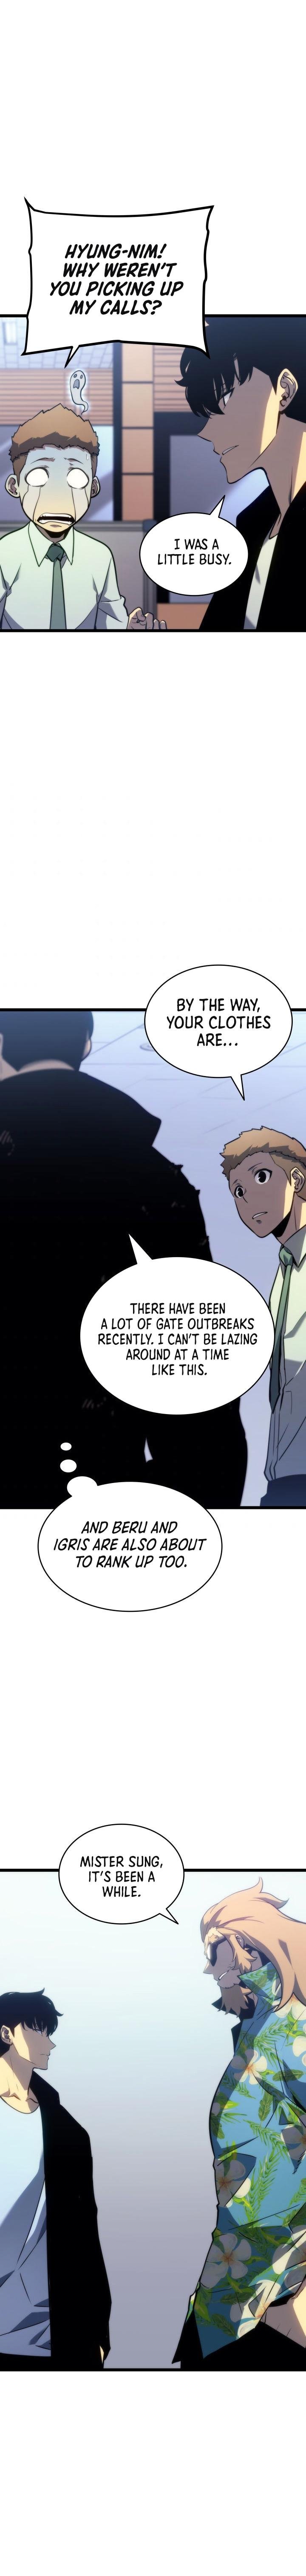 HYUNG-NIM!
WHY WEREN'T
YOU PICKING UP
MY CALLS?
I WAS A
LITTLE BUSY.
BY THE WAY,
YOUR CLOTHES
ARE...
THERE HAVE BEEN
A LOT OF GATE OUTBREAKS
RECENTLY. I CAN'T BE LAZING
AROUND AT A TIME
LIKE THIS.
AND BERU AND
IGRIS ARE ALSO ABOUT
TO RANK UP TOO.
MISTER SUNG,
IT'S BEEN A
WHILE.